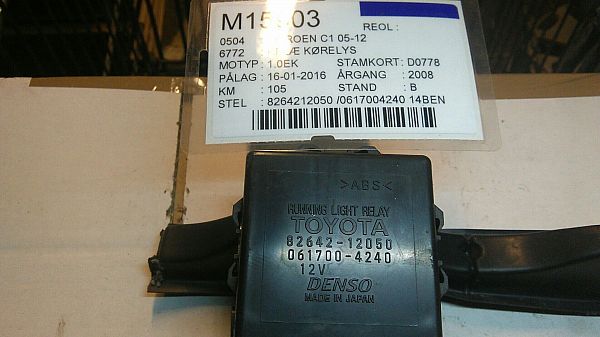 M15 03
REOL :
0504 ROEN C1 05-12
6772 KØRELYS
MOTYP : 1.0EK STAMKORT : D0778
PÅLAG : 16-01-2016 ÅRGANG : 2008
KM : 105 STAND : B
STEL : 8264212050 /0617004240 14BEN
>ABS<
RUNNING LIGHT RELAY
TOYOTA
82642-12050
061700-4240
12V
DENSO
MADE IN JAPAN